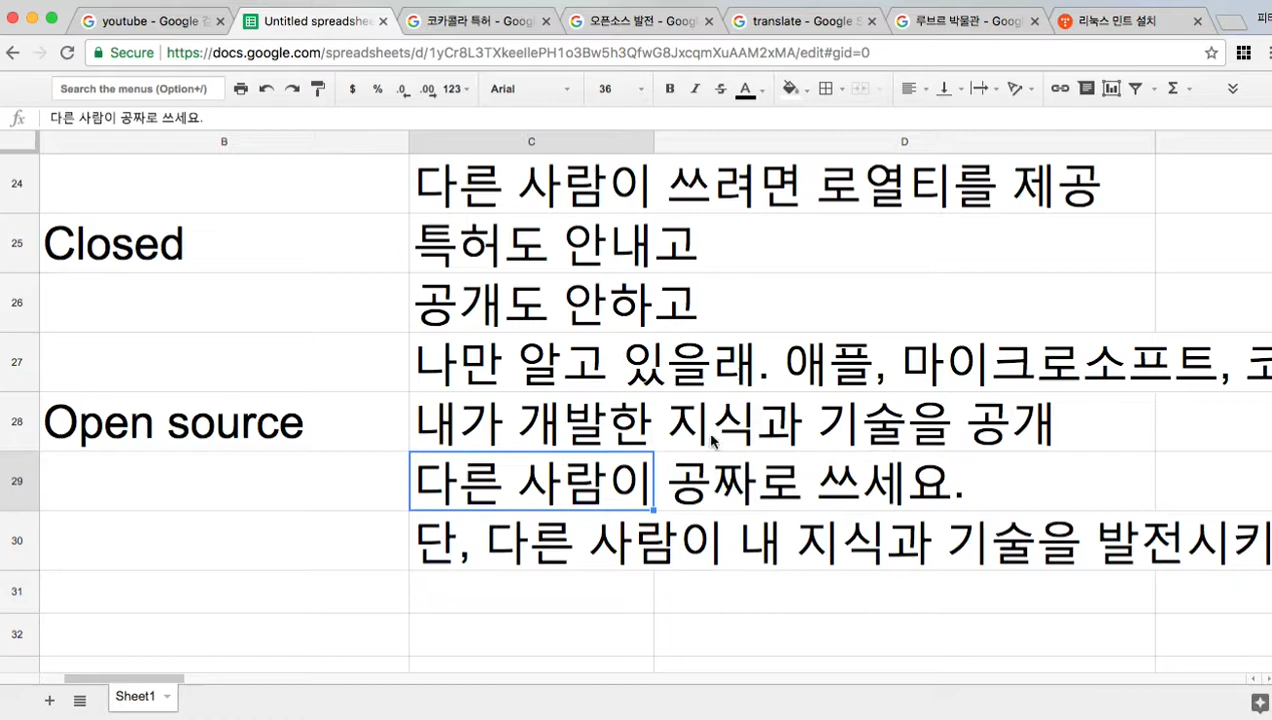 youtube - Google 검
Untitled spreadshee
코카콜라 특허 - Goog
오픈소스 발전 - Google
translate - Google S
루브르 박물관 - Google
리눅스 민트 설치
피터
Secure https://docs.google.com/spreadsheets/d/1yCr8L3TXkeellePH1o3Bw5h3QfwG8JxcqmXuAAM2xMA/edit#gid=0
Search the menus (Option+/) $ % .0 .00 123 Arial 36 B I S A Σ
fx 다른 사람이 공짜로 쓰세요.
B C D
24 다른 사람이 쓰려면 로열티를 제공
25 Closed 특허도 안내고
26 공개도 안하고
27 나만 알고 있을래. 애플, 마이크로소프트, 코
28 Open source 내가 개발한 지식과 기술을 공개
29 다른 사람이 공짜로 쓰세요.
30 단, 다른 사람이 내 지식과 기술을 발전시키
31
32
Sheet1